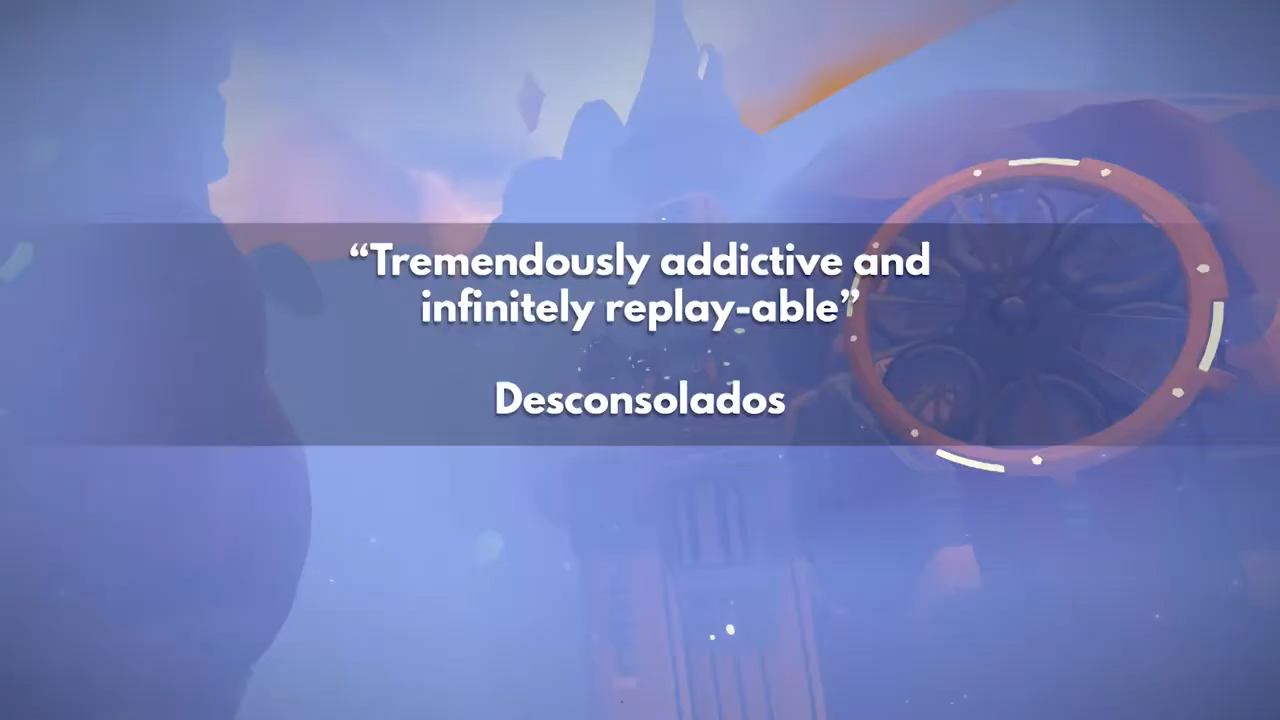 “Tremendously addictive and
infinitely replay-able”
Desconsolados